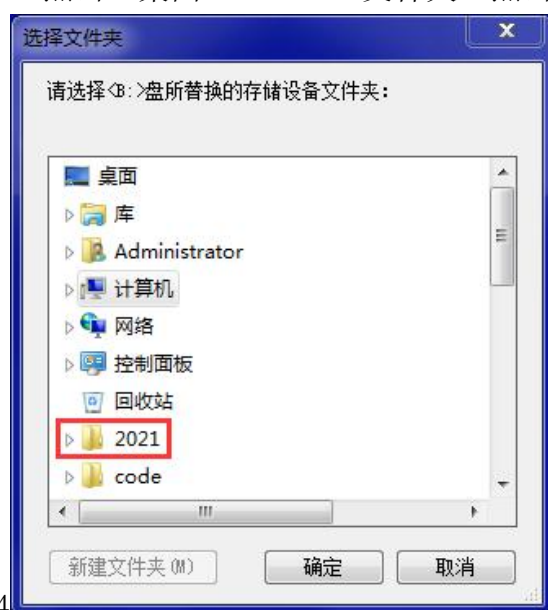 选择文件夹
请选择<B:>盘所替换的存储设备文件夹:
桌面
库
Administrator
计算机
网络
控制面板
回收站
2021
code
新建文件夹(M)
确定
取消
4